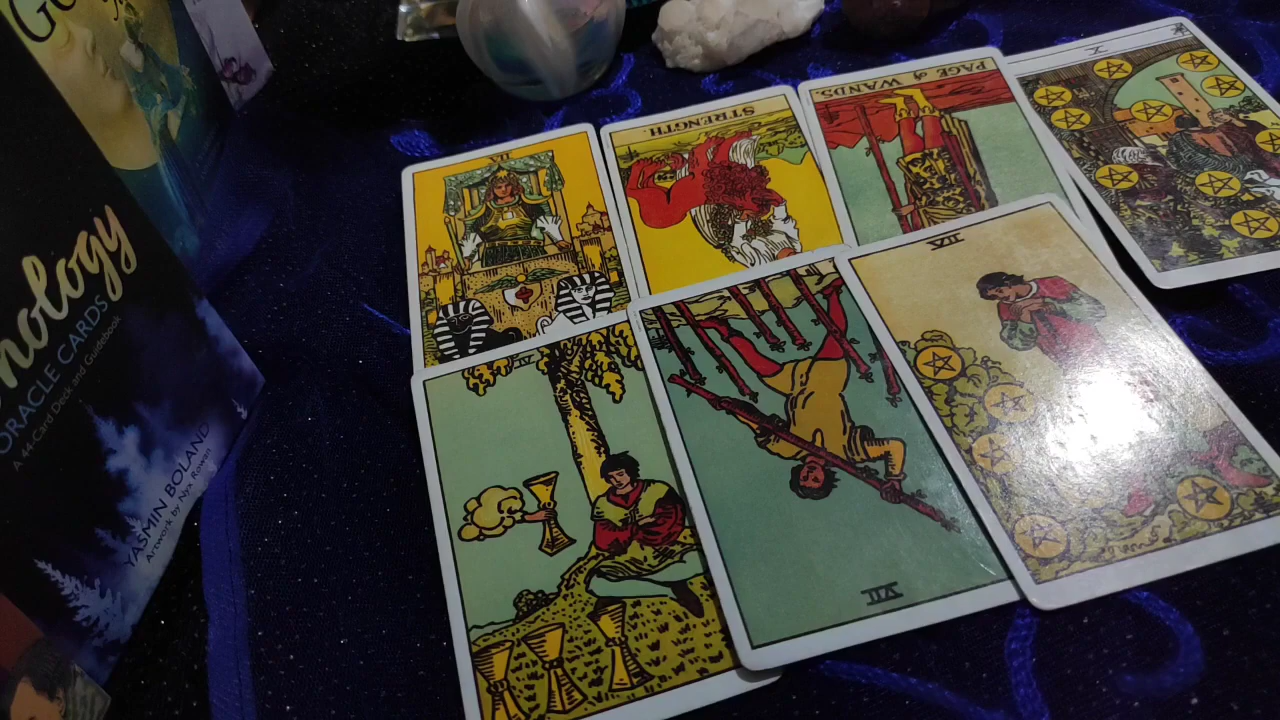 nology
ORACLE CARDS
A 44-Card Deck and Guidebook
YASMIN BOLAND
Artwork by Nyx Rowan
STRENGTH.
PAGE of WANDS.
X
IV
VII
VII